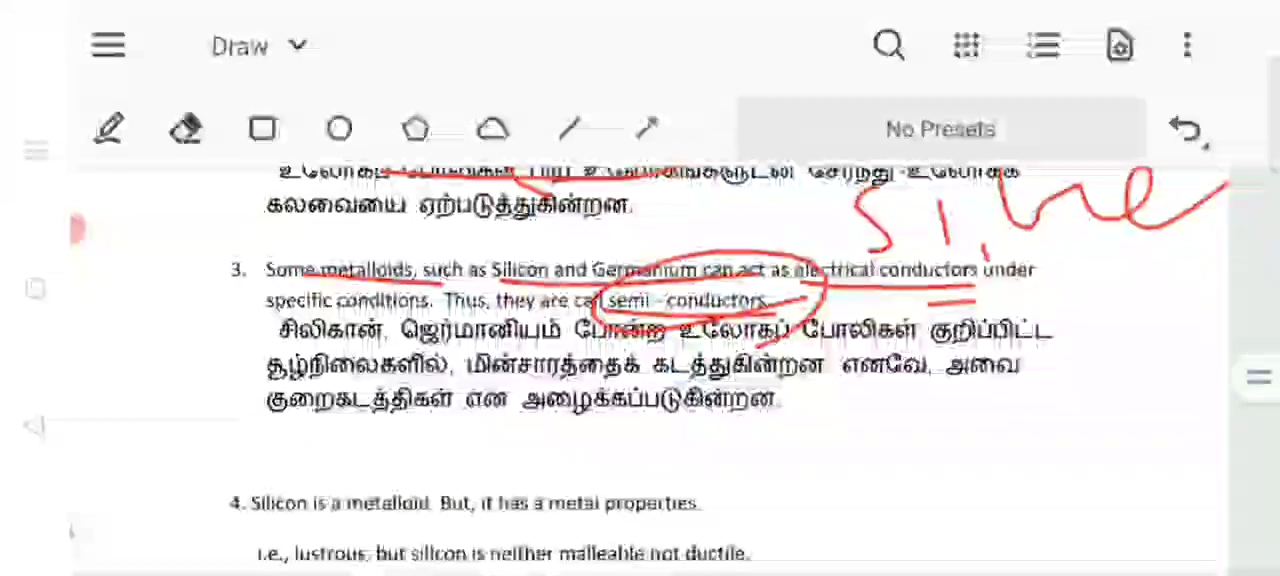 Draw
No Presets
கலவையை ஏற்படுத்துகின்றன.
3. Some metalloids, such as Silicon and Germanium can act as electrical conductors under
specific conditions. Thus, they are call semi - conductors.
சிலிகான், ஜெர்மானியம் போன்ற உலோகப் போலிகள் குறிப்பிட்ட
சூழ்நிலைகளில், மின்சாரத்தைக் கடத்துகின்றன எனவே, அவை
குறைகடத்திகள் என அழைக்கப்படுகின்றன.
4. Silicon is a metalloid. But, it has a metal properties.
i.e., lustrous, but silicon is neither malleable not ductile.